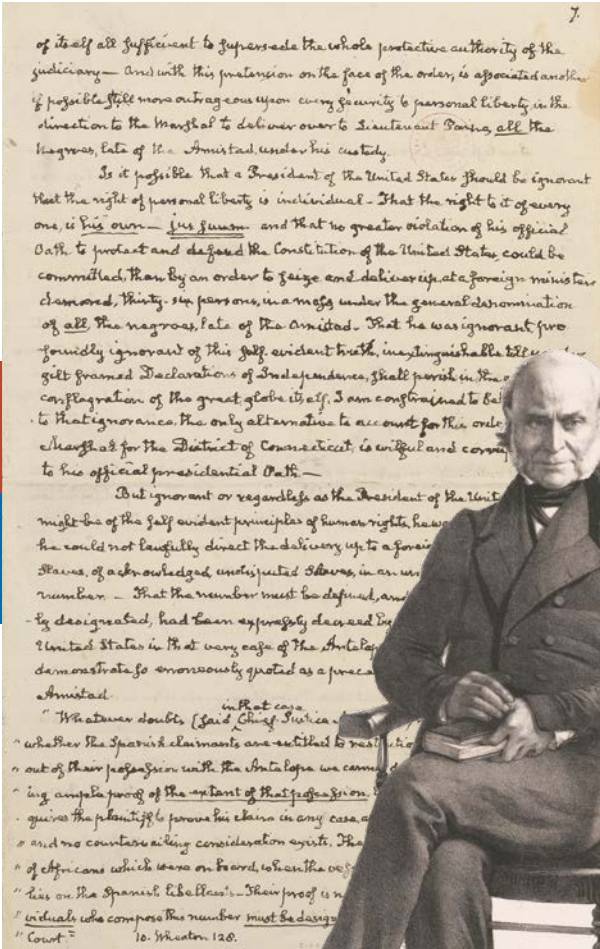 7.
of itself all sufficient to supersede the whole protective authority of the
judiciary — And with this pretension on the face of the order, is associated another
if possible still more outrageous upon every security to personal liberty, in the
direction to the Marshal to deliver over to Lieutenant Paine, all the
Negroes, late of the Amistad, under his custody.
Is it possible that a President of the United States should be ignorant
that the right of personal liberty is individual — That the right to it of every
one, is his own — jus suum and that no greater violation of his official
Oath to protect and defend the Constitution of the United States, could be
committed, than by an order to seize and deliver up, at a foreign minister's
demand, thirty-six persons, in a mass under the general denomination
of all, the negroes, late of the Amistad — That he was ignorant pro
foundly ignorant of this self-evident truth, inextinguishable till
gilt framed Declarations of Independence, shall perish in the
conflagration of the great globe itself, I am constrained to
to that ignorance, the only alternative to account for this order
Marshal for the District of Connecticut, is wilful and
to his official presidential Oath —
But ignorant or regardless as the President of the
might be of the self evident principles of human rights, he
he could not lawfully direct the delivery up to a
Slaves, of acknowledged, undisputed Slaves, in an
number. — That the number must be defined, and
-ly designated, had been expressly decreed
United States in that very case of the
demonstrate so erroneously quoted as a
Amistad.
in that case
" Whatever doubts (said Chief Justice
" whether the Spanish claimants are entitled to
" out of their possession with the Antelope we
" ing ample proof of the extent of that possession.
" quires the plaintiff to prove his claim in any case,
" and no countervailing consideration exists. The
" of Africans which were on board, when the
" lies on the Spanish libellants. Their proof is
" viduals who compose this number must be
" Court." 10. Wheaton 128.